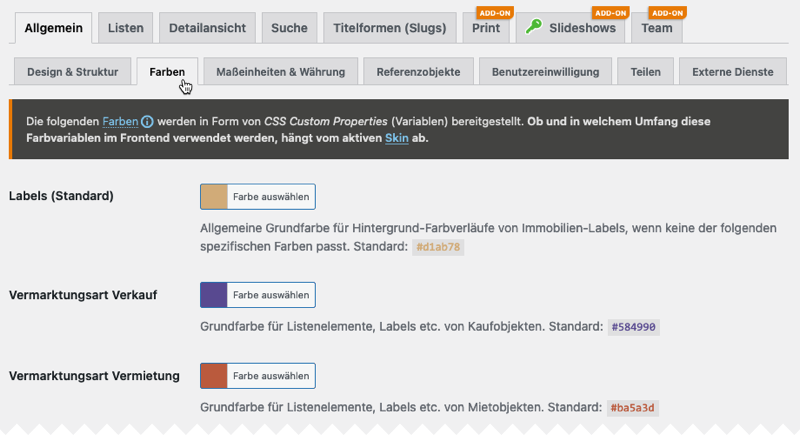 ADD-ON ADD-ON ADD-ON
Allgemein Listen Detailansicht Suche Titelformen (Slugs) Print Slideshows Team
Design & Struktur Farben Maßeinheiten & Währung Referenzobjekte Benutzereinwilligung Teilen Externe Dienste
Die folgenden Farben werden in Form von CSS Custom Properties (Variablen) bereitgestellt. Ob und in welchem Umfang diese
Farbvariablen im Frontend verwendet werden, hängt vom aktiven Skin ab.
Labels (Standard) Farbe auswählen
Allgemeine Grundfarbe für Hintergrund-Farbverläufe von Immobilien-Labels, wenn keine der folgenden
spezifischen Farben passt. Standard: #d1ab78
Vermarktungsart Verkauf Farbe auswählen
Grundfarbe für Listenelemente, Labels etc. von Kaufobjekten. Standard: #584990
Vermarktungsart Vermietung Farbe auswählen
Grundfarbe für Listenelemente, Labels etc. von Mietobjekten. Standard: #ba5a3d